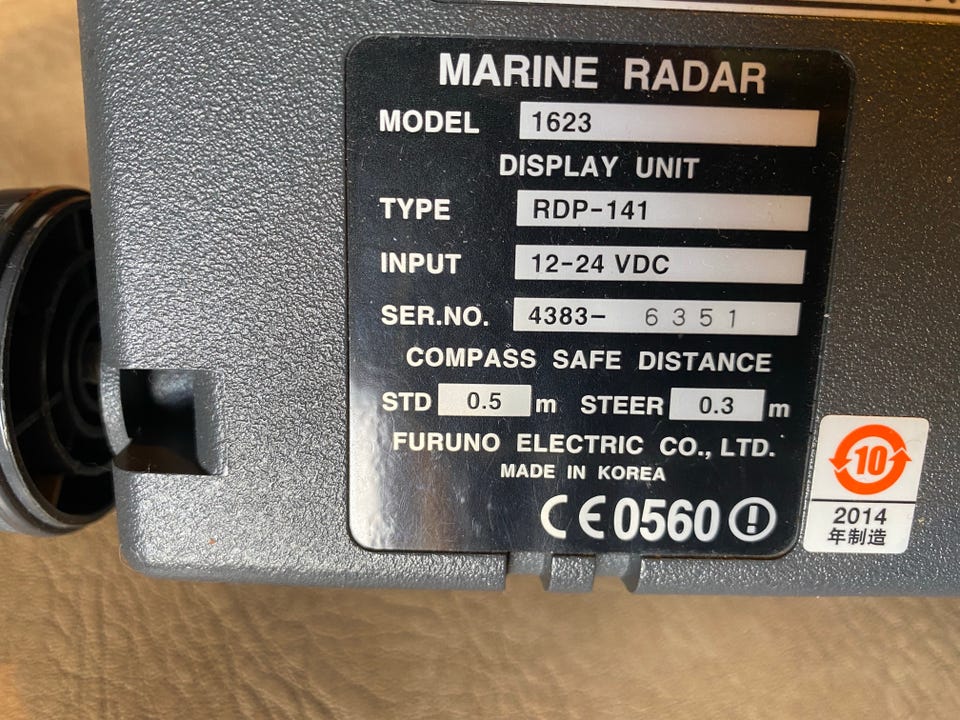 MARINE RADAR
MODEL 1623
DISPLAY UNIT
TYPE RDP-141
INPUT 12-24 VDC
SER.NO. 4383- 6351
COMPASS SAFE DISTANCE
STD 0.5 m STEER 0.3 m
FURUNO ELECTRIC CO., LTD.
MADE IN KOREA
CE0560
10
2014
年制造